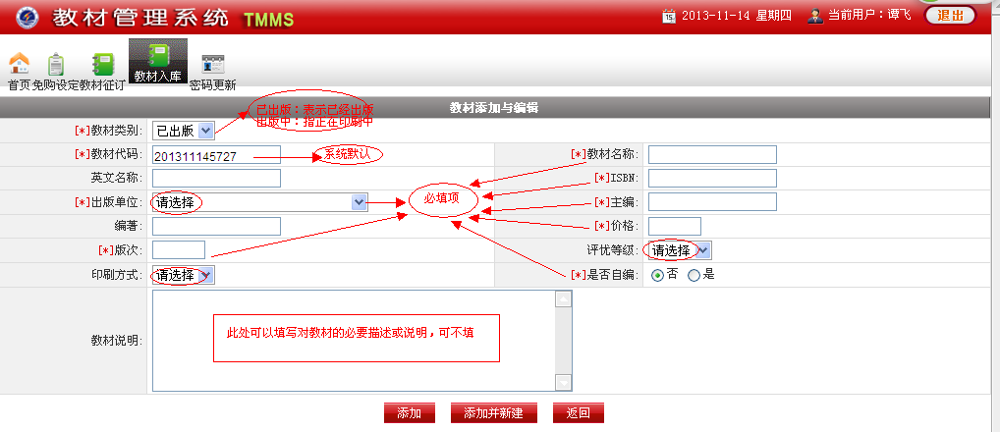 教材管理系统 TMMS
2013-11-14 星期四 当前用户：谭飞 退出
首页 免购设定 教材征订 教材入库 密码更新
教材添加与编辑
已出版：表示已经出版
出版中：指正在印刷中
[*]教材类别: 已出版
[*]教材代码: 201311145727 系统默认 [*]教材名称:
英文名称: [*]ISBN:
[*]出版单位: 请选择 必填项 [*]主编:
编著: [*]价格:
[*]版次: 评优等级: 请选择
印刷方式: 请选择 [*]是否自编: 否 是
教材说明: 此处可以填写对教材的必要描述或说明，可不填
添加 添加并新建 返回